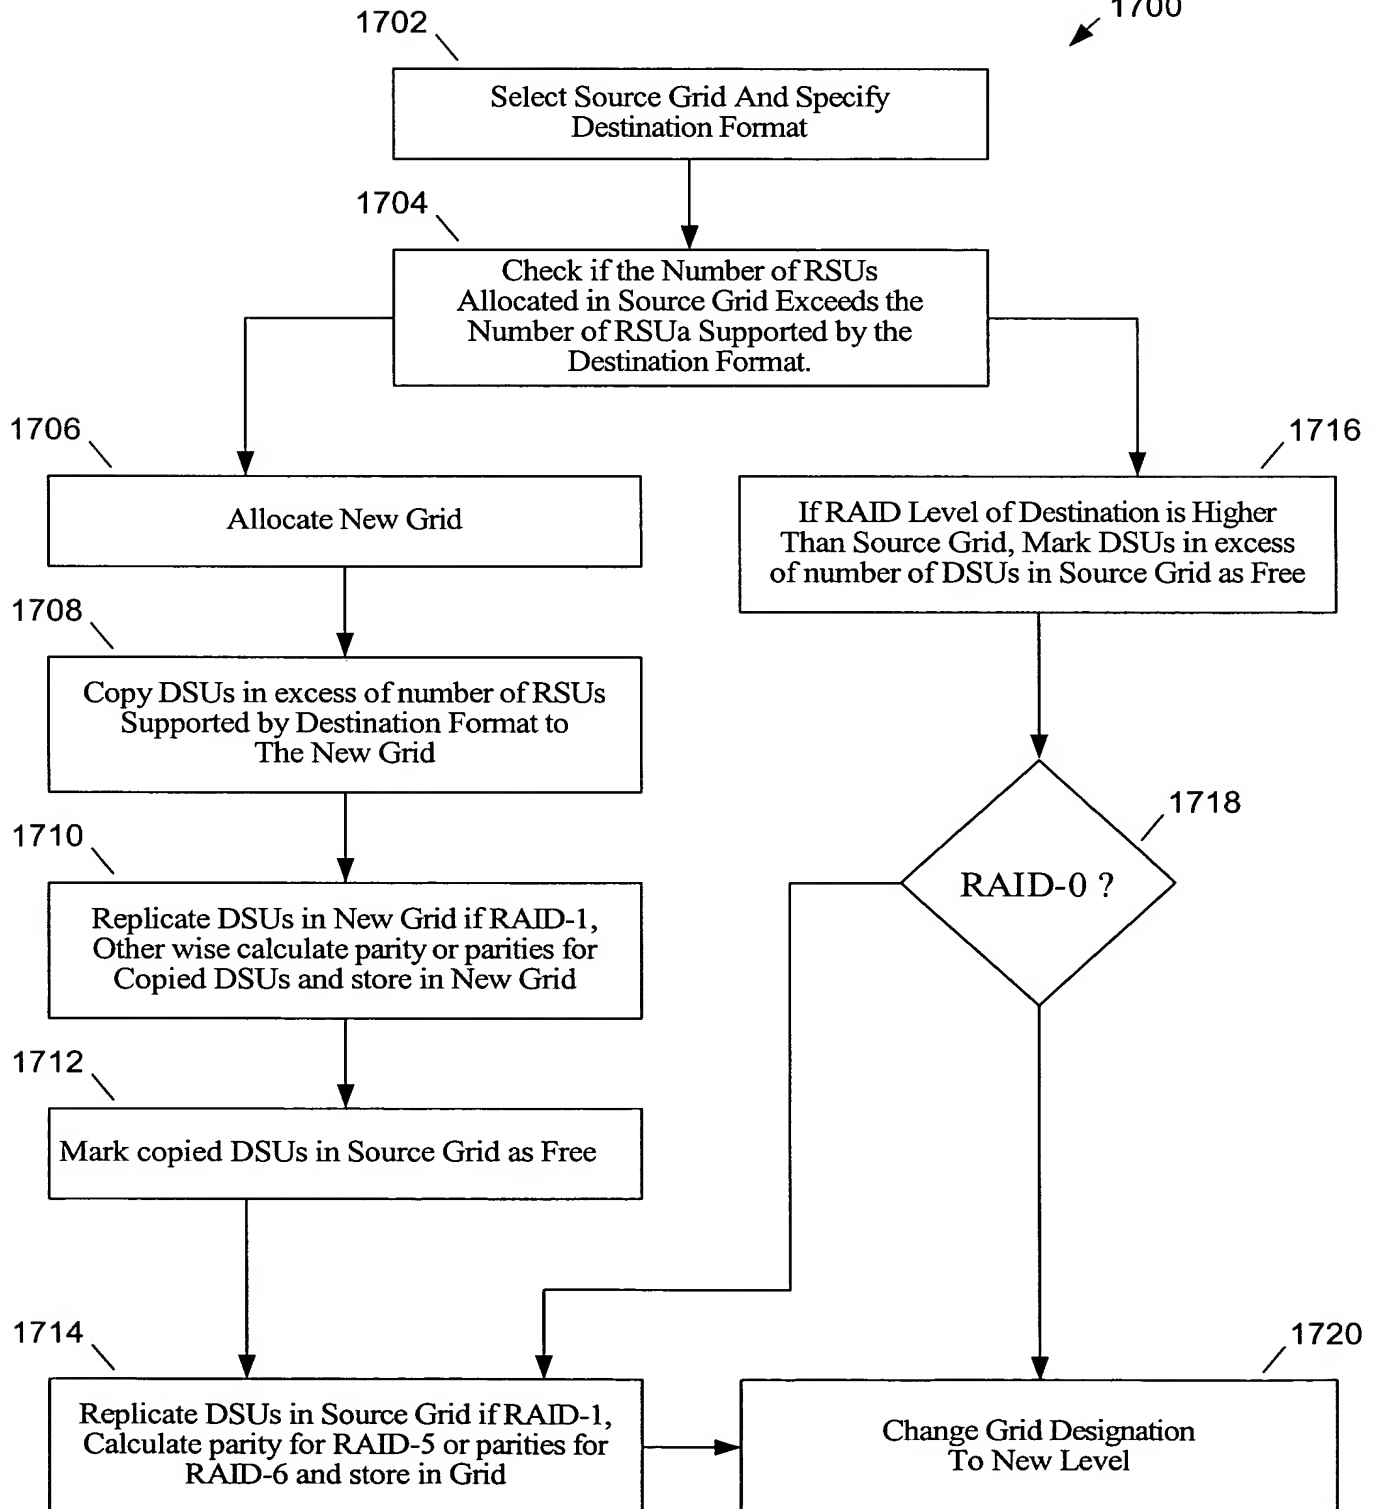 1700
1702
Select Source Grid And Specify
Destination Format
1704
Check if the Number of RSUs
Allocated in Source Grid Exceeds the
Number of RSUa Supported by the
Destination Format.
1706
Allocate New Grid
1716
If RAID Level of Destination is Higher
Than Source Grid, Mark DSUs in excess
of number of DSUs in Source Grid as Free
1708
Copy DSUs in excess of number of RSUs
Supported by Destination Format to
The New Grid
1718
RAID-0 ?
1710
Replicate DSUs in New Grid if RAID-1,
Other wise calculate parity or parities for
Copied DSUs and store in New Grid
1712
Mark copied DSUs in Source Grid as Free
1714
Replicate DSUs in Source Grid if RAID-1,
Calculate parity for RAID-5 or parities for
RAID-6 and store in Grid
1720
Change Grid Designation
To New Level